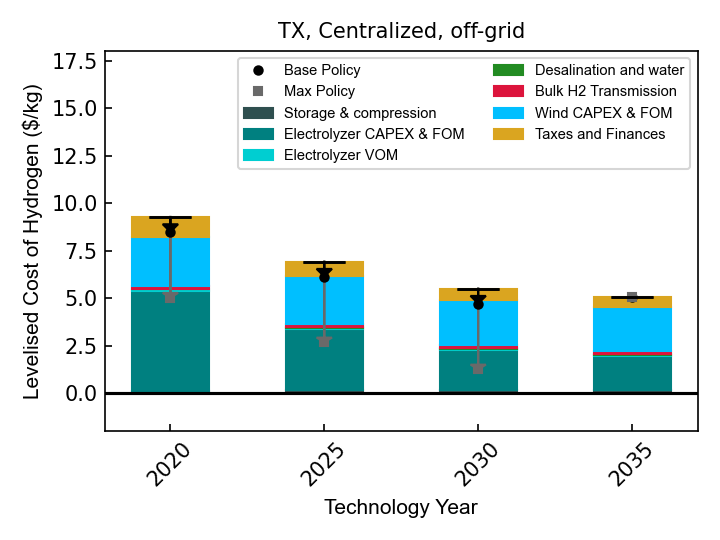 TX, Centralized, off-grid
Levelised Cost of Hydrogen ($/kg)
17.5
15.0
12.5
10.0
7.5
5.0
2.5
0.0
Base Policy
Max Policy
Storage & compression
Electrolyzer CAPEX & FOM
Electrolyzer VOM
Desalination and water
Bulk H2 Transmission
Wind CAPEX & FOM
Taxes and Finances
2020
2025
2030
2035
Technology Year